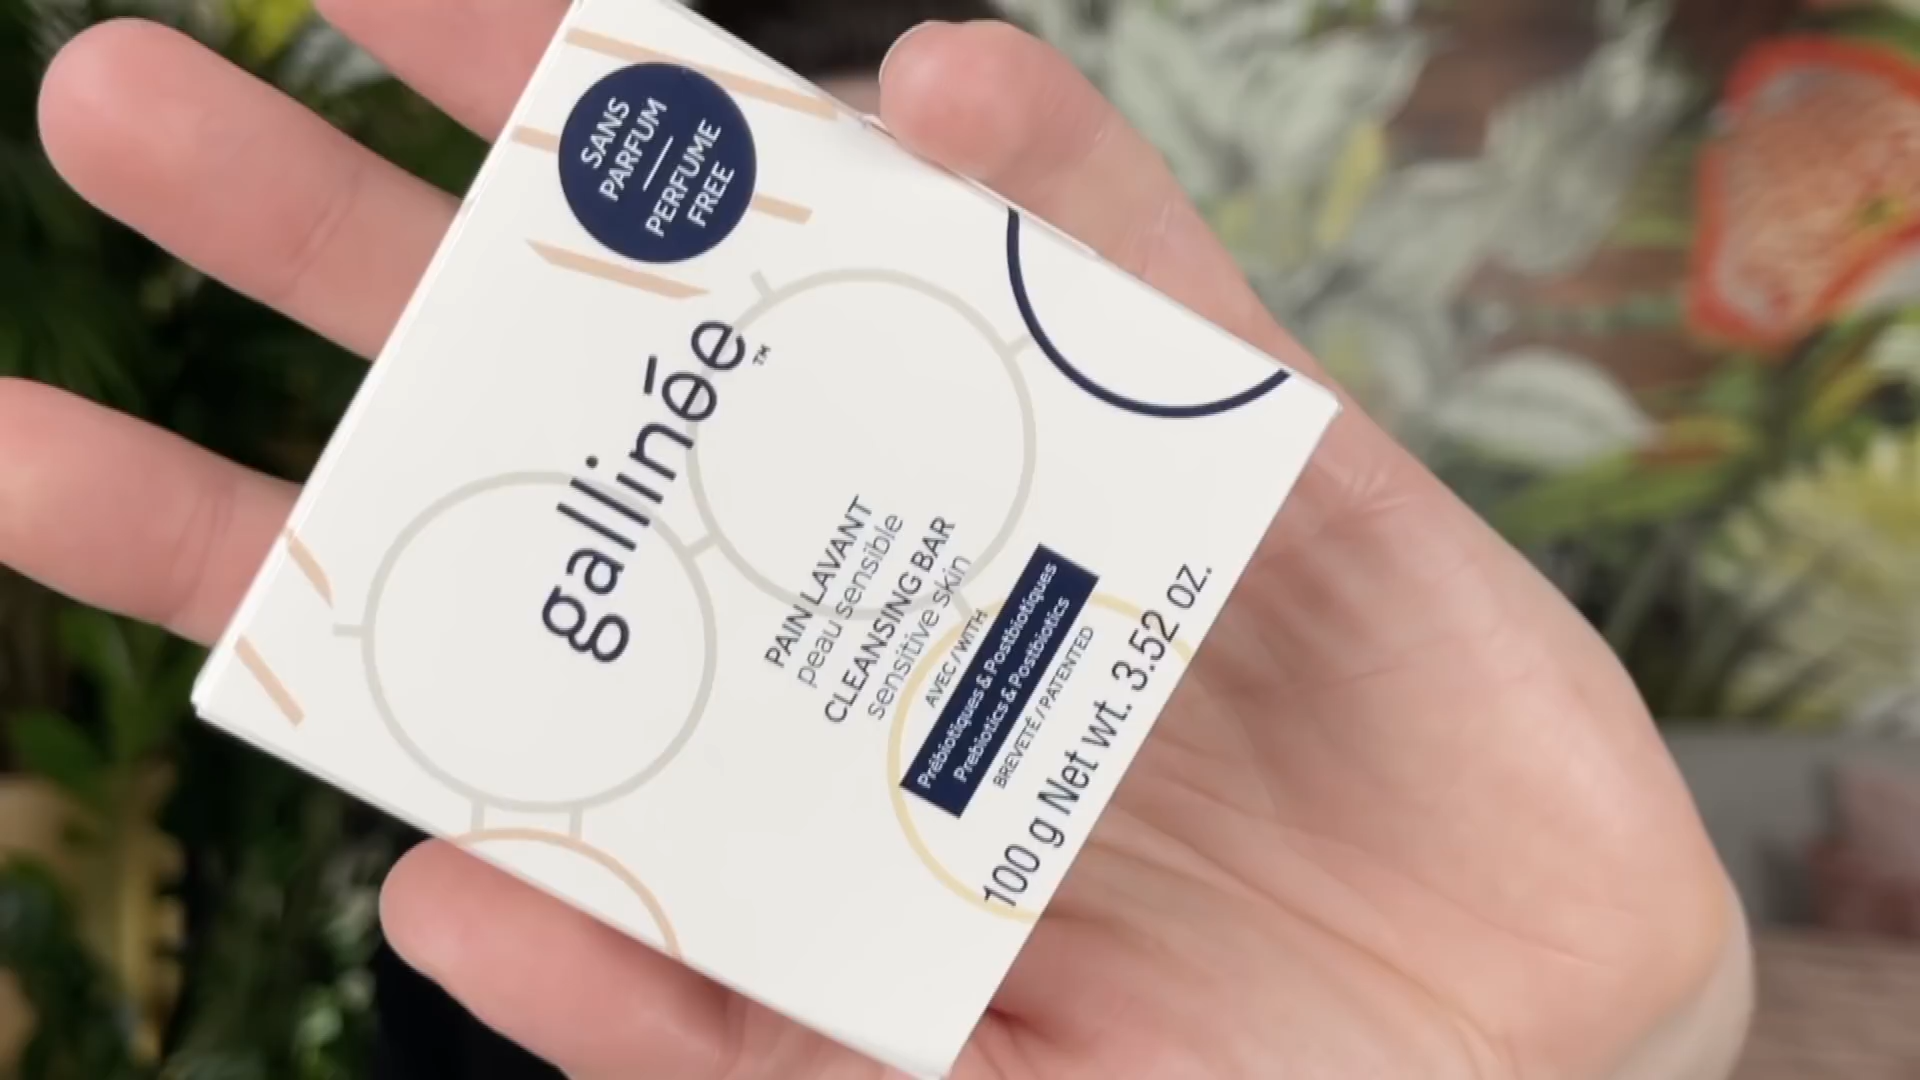 SANS
PARFUM
PERFUME
FREE
gallinée™
PAIN LAVANT
peau sensible
CLEANSING BAR
sensitive skin
AVEC / WITH
Prébiotiques & Postbiotiques
Prebiotics & Postbiotics
BREVETÉ / PATENTED
100 g Net wt. 3.52 oz.